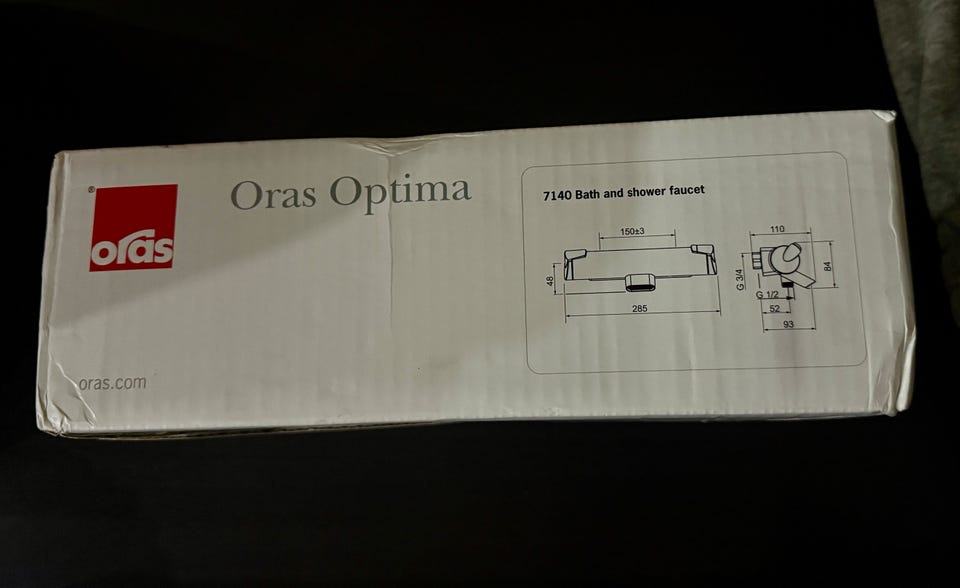 ®
oras
Oras Optima
oras.com
7140 Bath and shower faucet
150±3
48
285
110
G 3/4
84
G 1/2
52
93